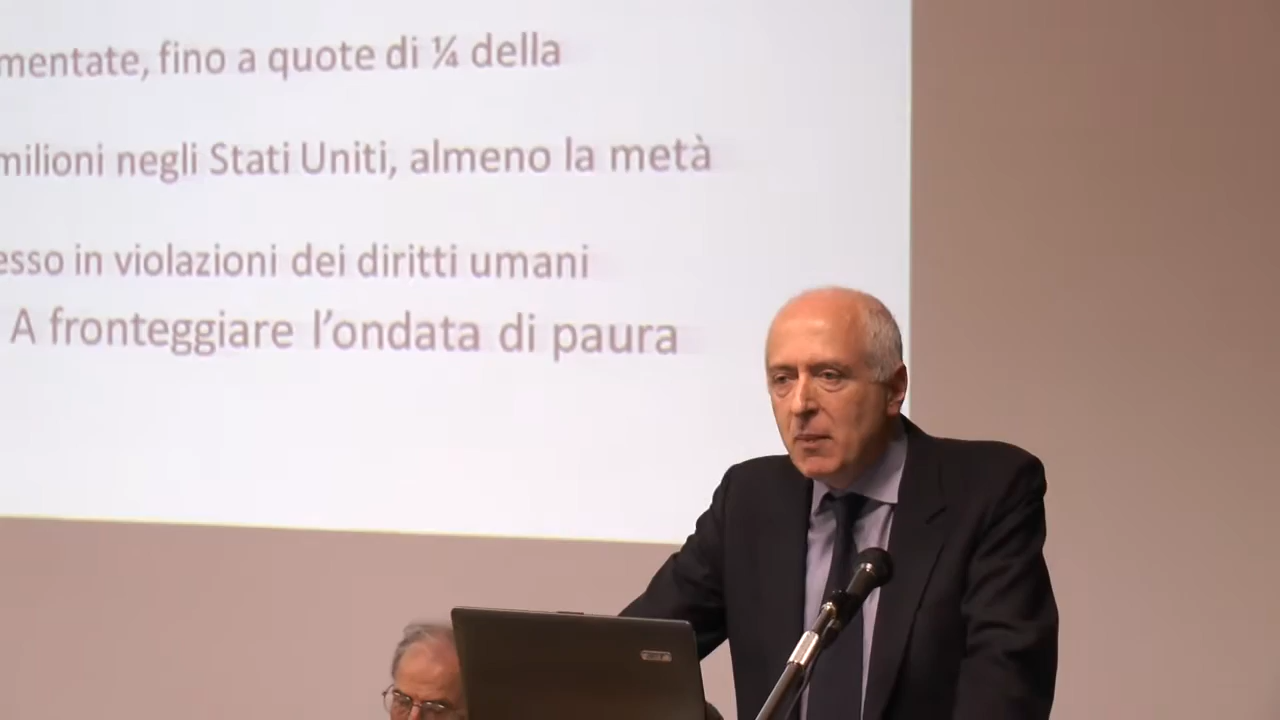 mentate, fino a quote di ¼ della
milioni negli Stati Uniti, almeno la metà
esso in violazioni dei diritti umani
A fronteggiare l'ondata di paura